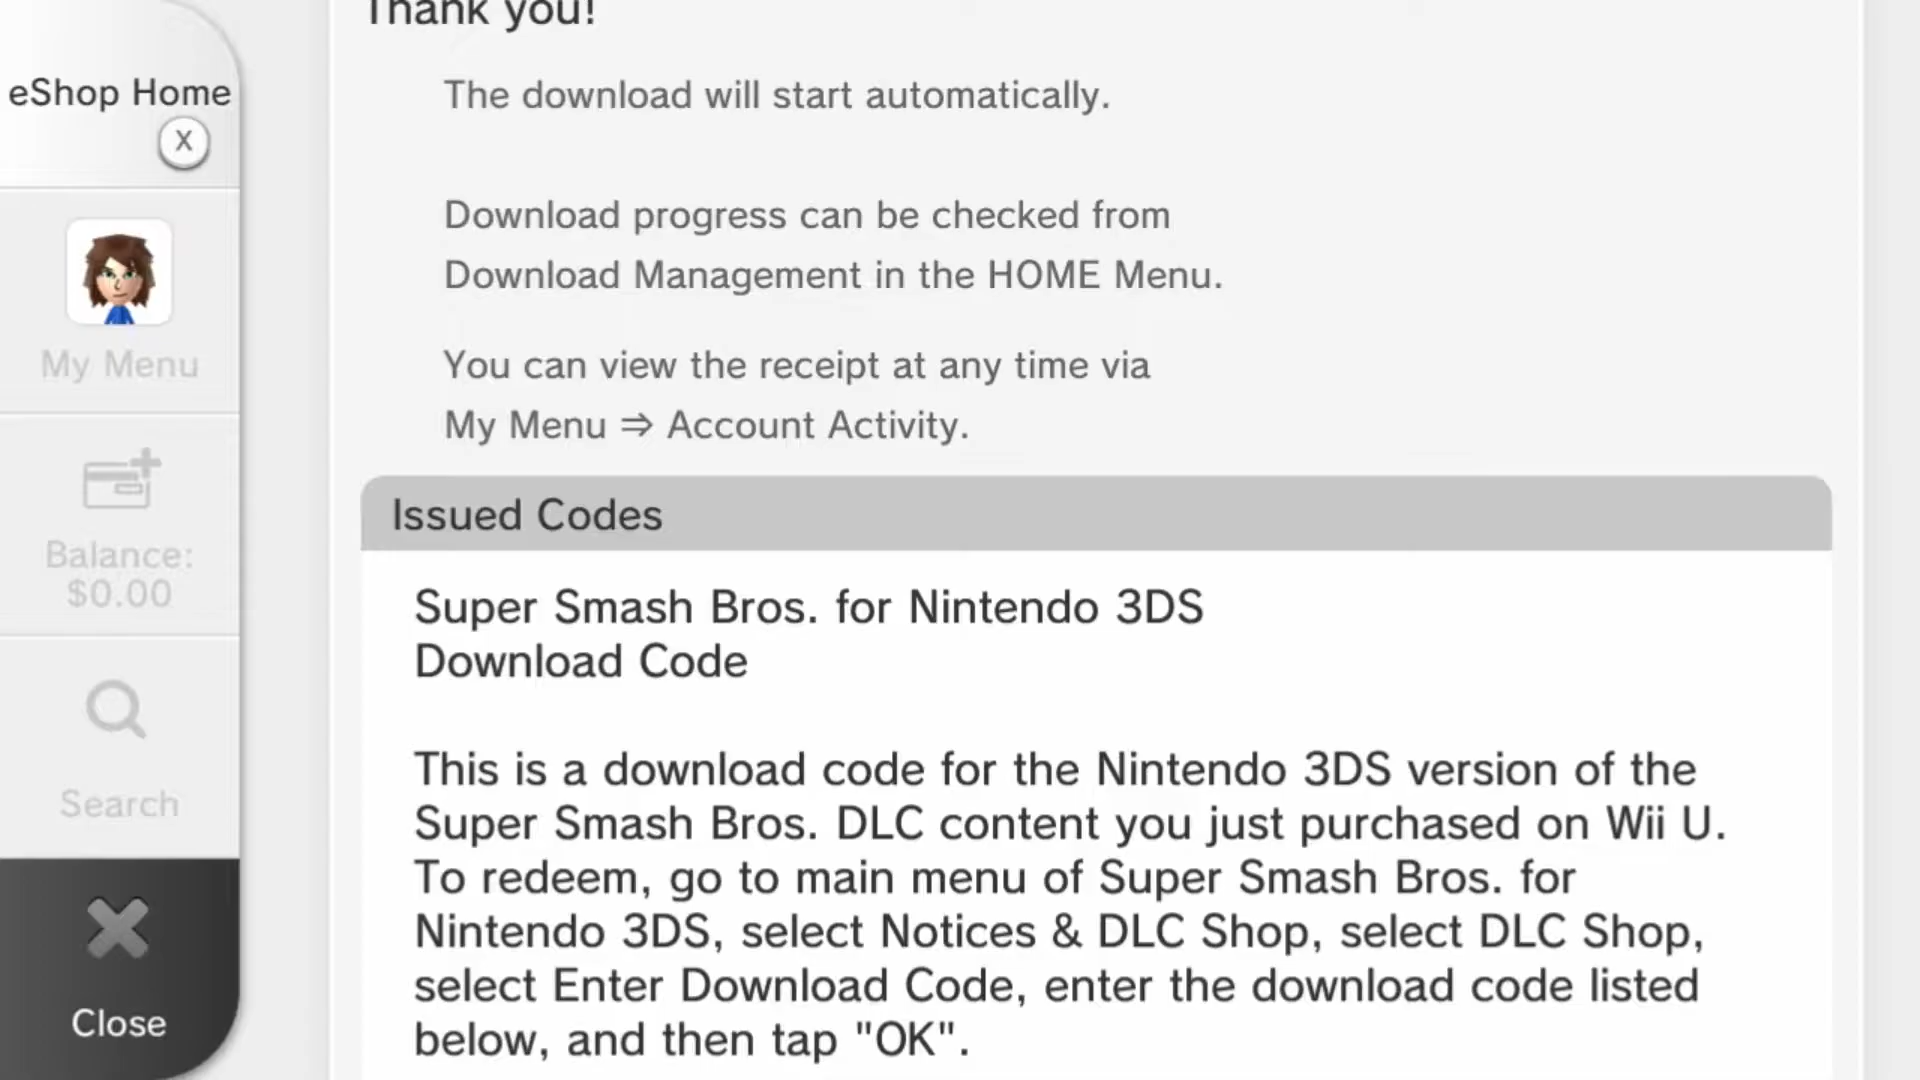 Thank you!
eShop Home
X
The download will start automatically.
Download progress can be checked from
Download Management in the HOME Menu.
My Menu
You can view the receipt at any time via
My Menu ⇒ Account Activity.
Balance:
$0.00
Search
Close
Issued Codes
Super Smash Bros. for Nintendo 3DS
Download Code
This is a download code for the Nintendo 3DS version of the
Super Smash Bros. DLC content you just purchased on Wii U.
To redeem, go to main menu of Super Smash Bros. for
Nintendo 3DS, select Notices & DLC Shop, select DLC Shop,
select Enter Download Code, enter the download code listed
below, and then tap "OK".